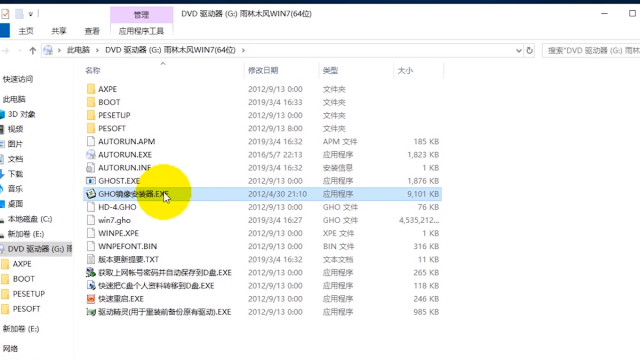 管理
DVD 驱动器 (G:) 雨林木风WIN7(64位)
主页 共享 查看 应用程序工具
此电脑 › DVD 驱动器 (G:) 雨林木风WIN7(64位) ›
搜索"DVD 驱动器 (G:) 雨林
名称 修改日期 类型 大小
快速访问
此电脑
3D 对象
视频
图片
文档
下载
音乐
桌面
本地磁盘 (C:)
新加卷 (E:)
DVD 驱动器 (G:) 雨
AXPE
BOOT
PESETUP
PESOFT
新加卷 (E:)
网络
AXPE 2012/9/13 0:00 文件夹
BOOT 2019/3/4 16:33 文件夹
PESETUP 2012/9/13 0:00 文件夹
PESOFT 2012/9/13 8:00 文件夹
AUTORUN.APM 2019/3/4 16:32 APM 文件 185 KB
AUTORUN.EXE 2016/5/7 22:13 应用程序 1,823 KB
AUTORUN.INF 2019/3/4 16:32 安装信息 1 KB
GHOST.EXE 2012/9/13 0:00 应用程序 1,876 KB
GHO镜像安装器.EXE 2012/4/30 21:10 应用程序 9,101 KB
HD-4.GHO 2012/9/13 0:00 GHO 文件 76 KB
win7.gho 2019/3/4 16:27 GHO 文件 4,535,212...
WINPE.XPE 2012/9/13 0:00 XPE 文件 1 KB
WNPEFONT.BIN 2012/9/13 0:00 BIN 文件 316 KB
版本更新提要.TXT 2019/3/4 16:32 文本文档 11 KB
获取上网帐号密码并自动保存到D盘.EXE 2012/9/13 0:00 应用程序 265 KB
快速把C盘个人资料转移到D盘.EXE 2012/9/13 0:00 应用程序 118 KB
快速重启.EXE 2012/9/13 0:00 应用程序 246 KB
驱动精灵(用于重装前备份原有驱动).EXE 2012/9/13 0:00 应用程序 985 KB